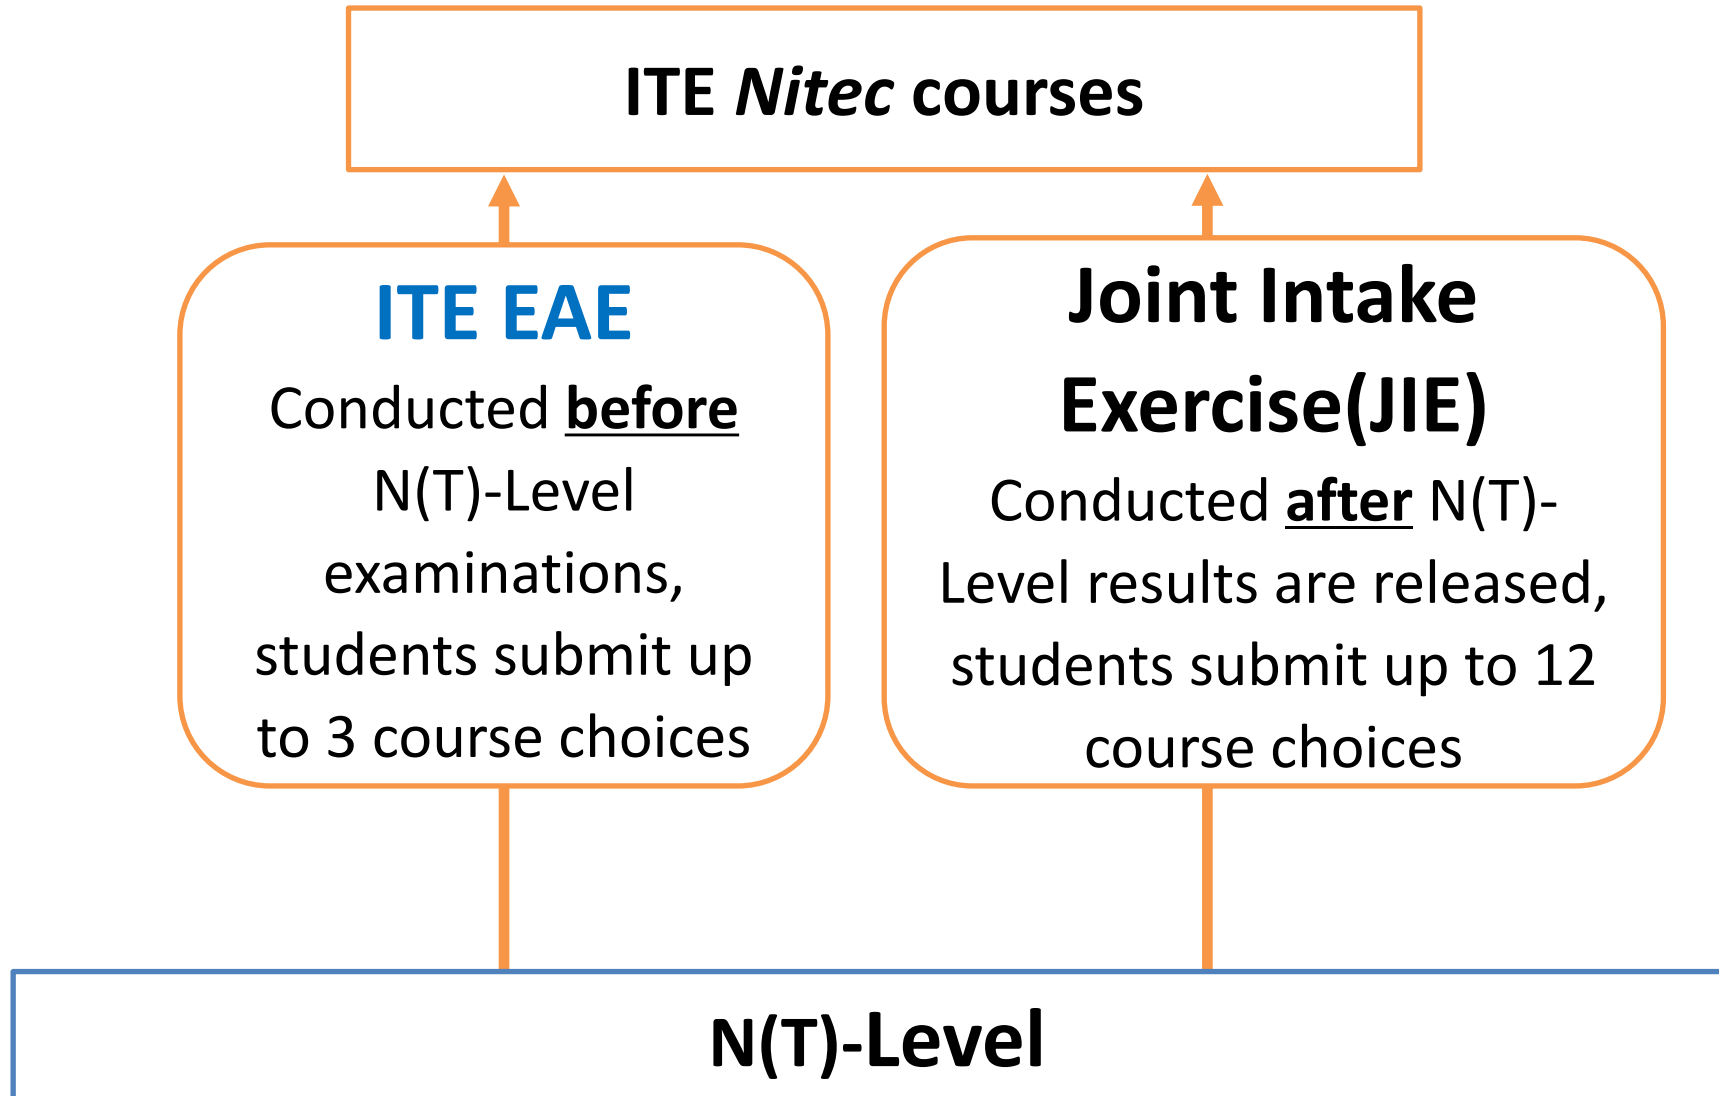 ITE Nitec courses
ITE EAE
Conducted before
N(T)-Level
examinations,
students submit up
to 3 course choices
Joint Intake
Exercise(JIE)
Conducted after N(T)-
Level results are released,
students submit up to 12
course choices
N(T)-Level